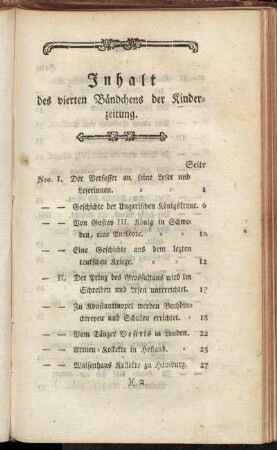 Inhalt
des vierten Bändchens der Kinder-
zeitung.
Seite
Nro. I. Der Verfasser an seine Leser und
Leserinnen. = = 1
— — Geschichte der Ungarischen Königskrone. 6
— — Von Gustav III. König in Schwe-
den, eine Anekdote. = = 10
— — Eine Geschichte aus dem lezten
teutschen Kriege. = = 12
— II. Der Prinz des Grossultans wird im
Schreiben und Lesen unterrichtet. = 17
— — Zu Konstantinopel werden Buchdru-
ckereyen und Schulen errichtet. = 18
— — Vom Tänzer Vestris in London. 22
— — Armen-Kollekte in Holland. = 25
— — Waisenhaus Kollekte zu Hamburg. 27
)( 2